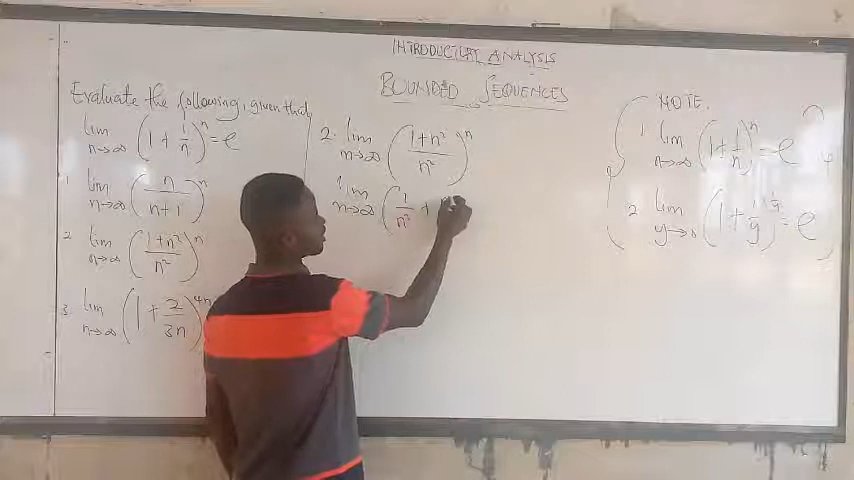 INTRODUCTORY ANALYSIS
BOUNDED SEQUENCES
Evaluate the following, given that
lim n→∞ (1 + 1/n)^n = e
1 lim n→∞ (n/(n+1))^n
2 lim n→∞ ((1+n²)/n²)^n
3. lim n→∞ (1 + 2/3n)^4n
2. lim n→∞ ((1+n²)/n²)^n
lim n→∞ (1/n² +
NOTE.
1. lim n→∞ (1 + 1/n)^n = e
2 lim (1 + = e